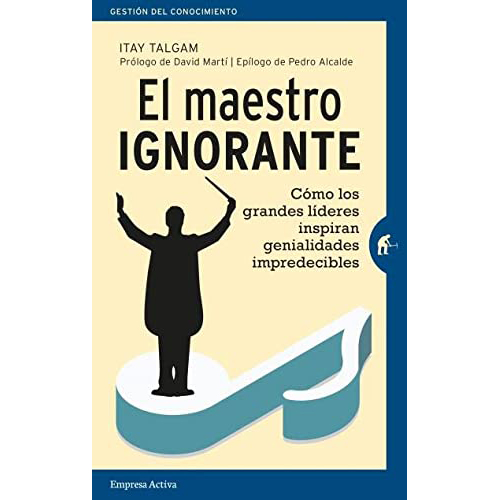 GESTIÓN DEL CONOCIMIENTO
ITAY TALGAM
Prólogo de David Martí | Epílogo de Pedro Alcalde
El maestro
IGNORANTE
Cómo los
grandes líderes
inspiran
genialidades
impredecibles
Empresa Activa